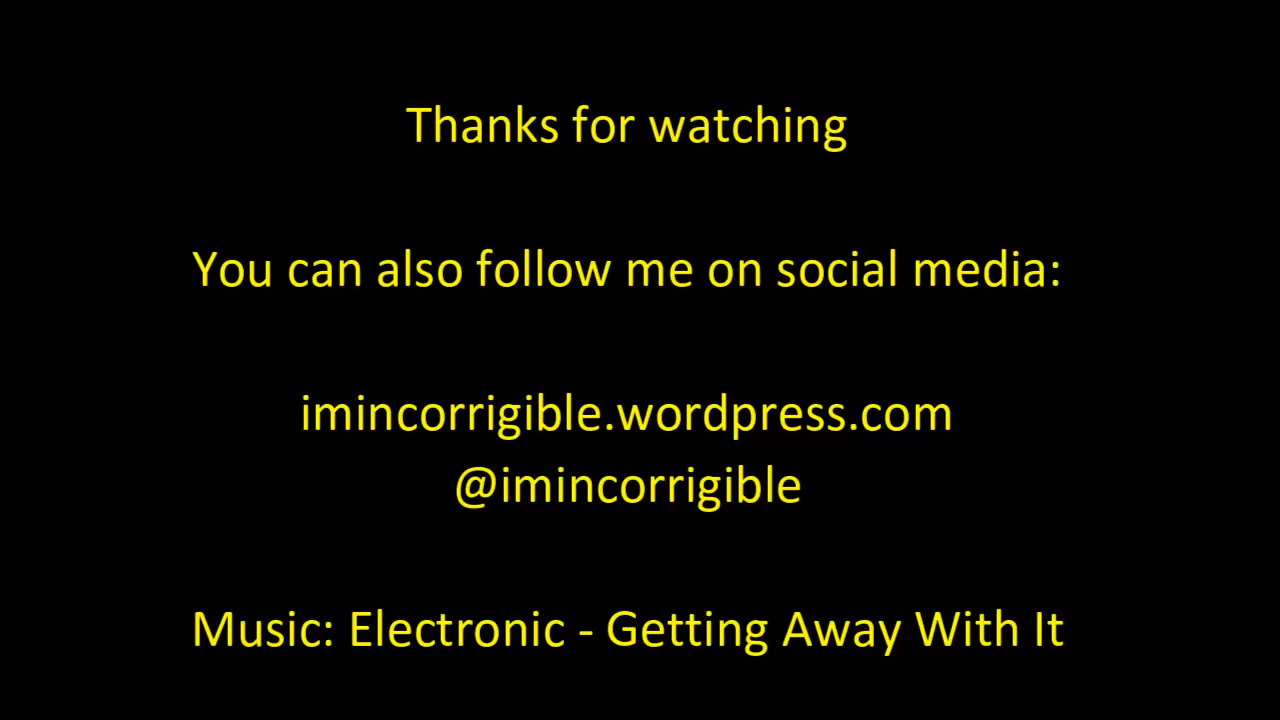 Thanks for watching
You can also follow me on social media:
imincorrigible.wordpress.com
@imincorrigible
Music: Electronic - Getting Away With It